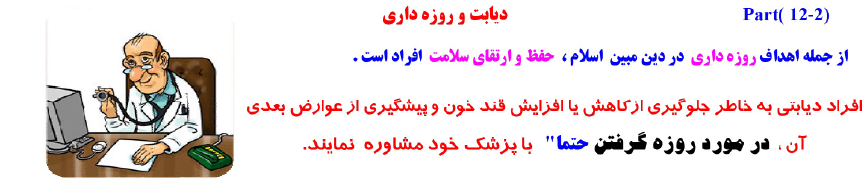 Part( 12-2)
دیابت و روزه داری
از جمله اهداف روزه داری در دین مبین اسلام ، حفظ و ارتقای سلامت افراد است .
افراد دیابتی به خاطر جلوگیری ازکاهش یا افزایش قند خون و پیشگیری از عوارض بعدی
آن ، در مورد روزه گرفتن حتما" با پزشک خود مشاوره نمایند.